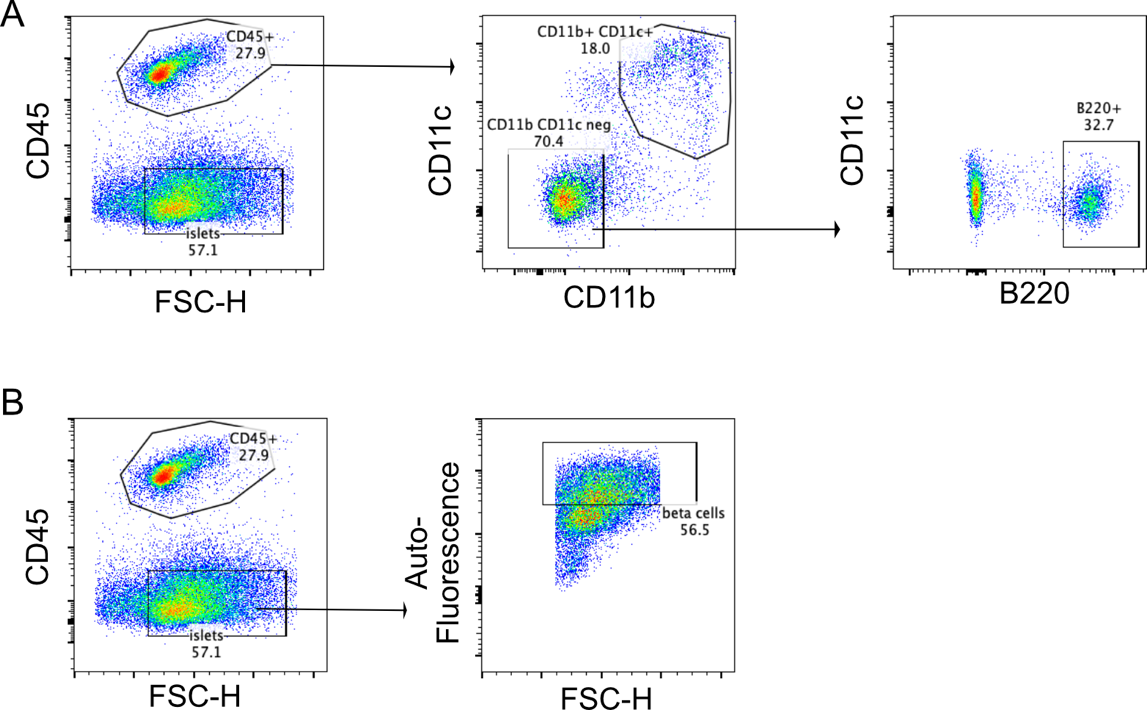 A
CD45
CD45+
27.9
islets
57.1
FSC-H
CD11c
CD11b+ CD11c+
18.0
CD11b CD11c neg
70.4
CD11b
CD11c
B220+
32.7
B220
B
CD45
CD45+
27.9
islets
57.1
FSC-H
Auto-
Fluorescence
beta cells
56.5
FSC-H